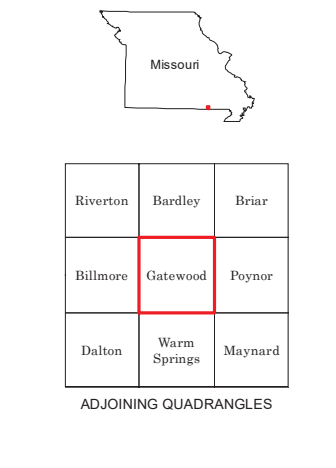 Missouri
Riverton Bardley Briar
Billmore Gatewood Poynor
Dalton Warm Springs Maynard
ADJOINING QUADRANGLES